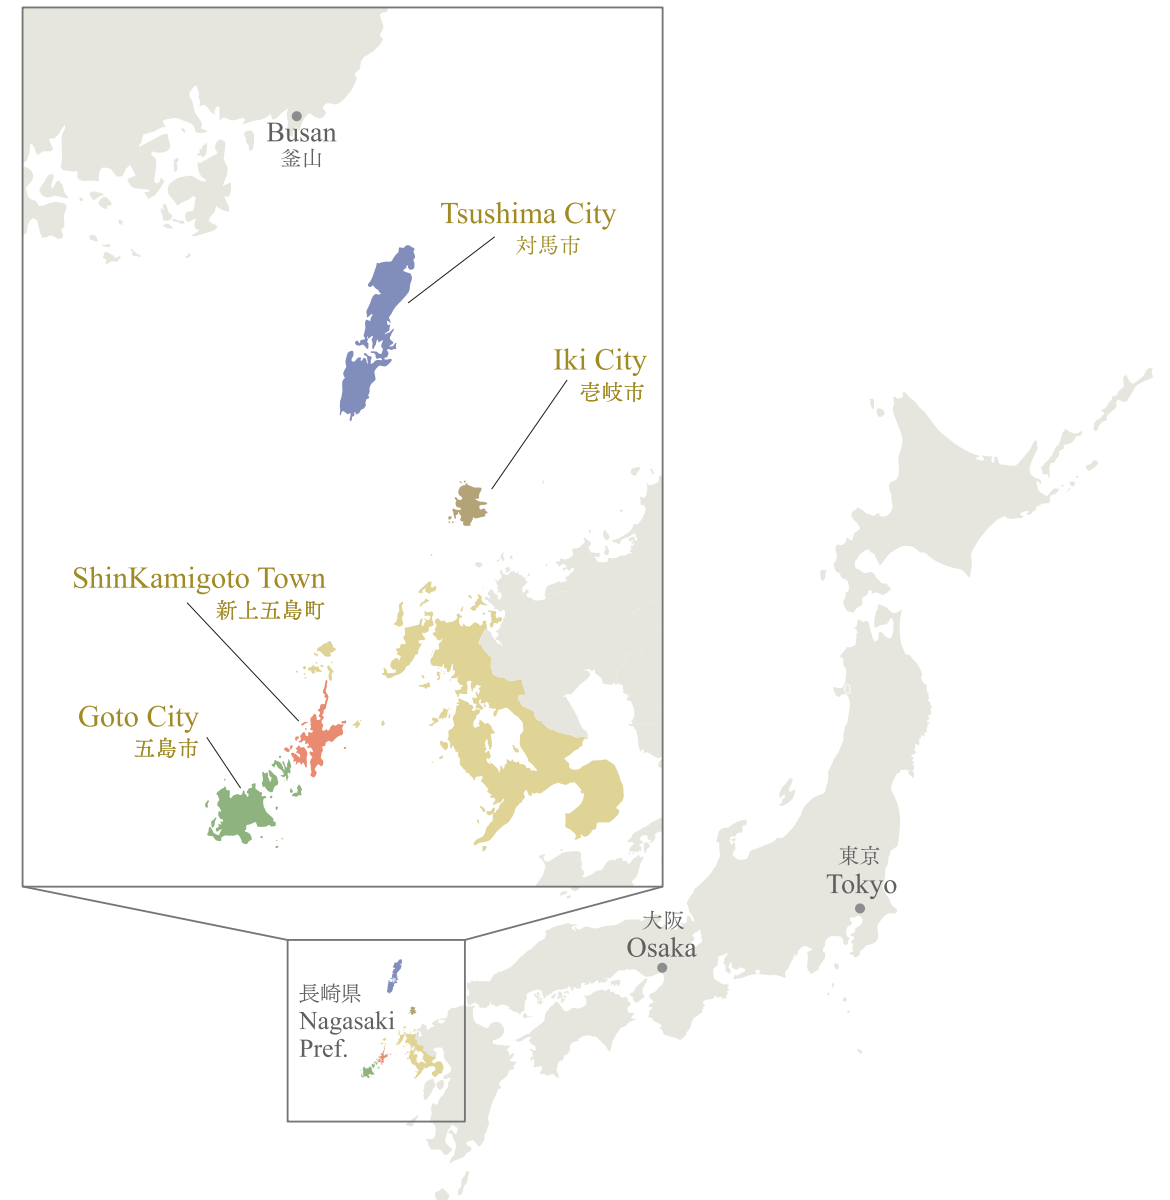 Busan
釜山
Tsushima City
対馬市
Iki City
壱岐市
ShinKamigoto Town
新上五島町
Goto City
五島市
東京
Tokyo
大阪
Osaka
長崎県
Nagasaki
Pref.